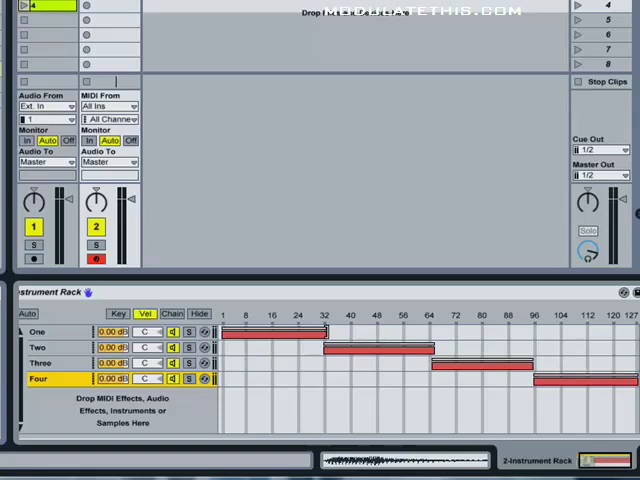 MODULATETHIS.COM
4
4
5
6
7
8
Stop Clips
Audio From
MIDI From
Ext. In
All Ins
1
All Channe
Monitor
Monitor
In Auto Off
In Auto Off
Audio To
Audio To
Master
Master
Cue Out
1/2
Master Out
1/2
1
2
Solo
S
S
strument Rack
Auto
Key Vel Chain Hide
1 8 16 24 32 40 48 56 64 72 80 88 96 104 112 120 127
One 0.00 dB C S
Two 0.00 dB C S
Three 0.00 dB C S
Four 0.00 dB C S
Drop MIDI Effects, Audio
Effects, Instruments or
Samples Here
2-Instrument Rack